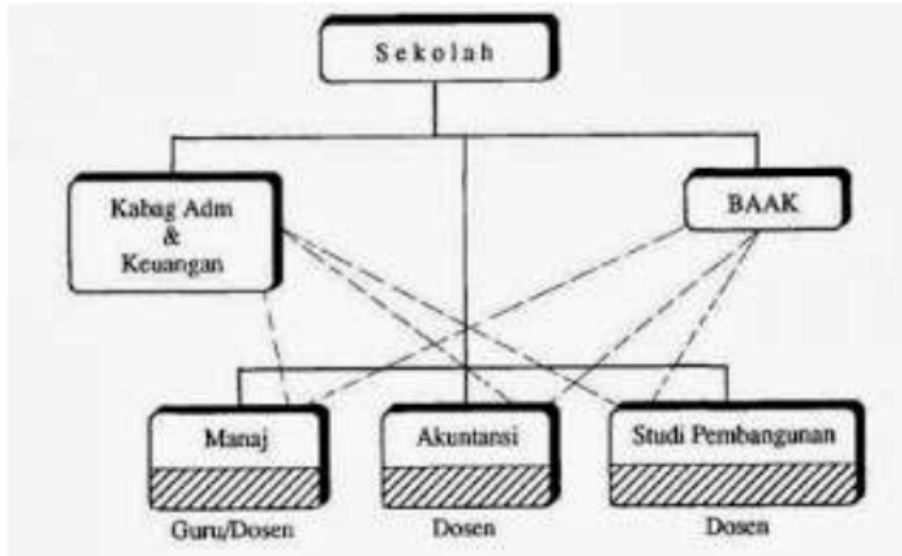 Sekolah
Kabag Adm
&
Keuangan
BAAK
Manaj
Akuntansi
Studi Pembangunan
Guru/Dosen
Dosen
Dosen